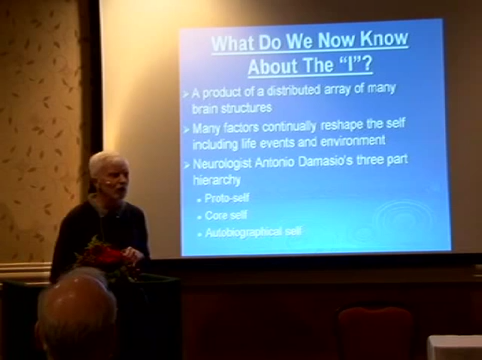 What Do We Now Know
About The "I"?
A product of a distributed array of many
brain structures
Many factors continually reshape the self
including life events and environment
Neurologist Antonio Damasio's three part
hierarchy
Proto-self
Core self
Autobiographical self